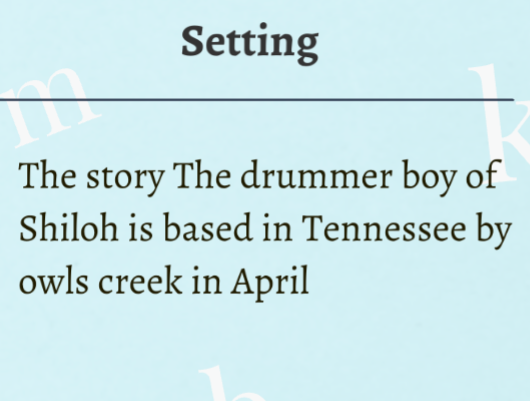 Setting
The story The drummer boy of
Shiloh is based in Tennessee by
owls creek in April